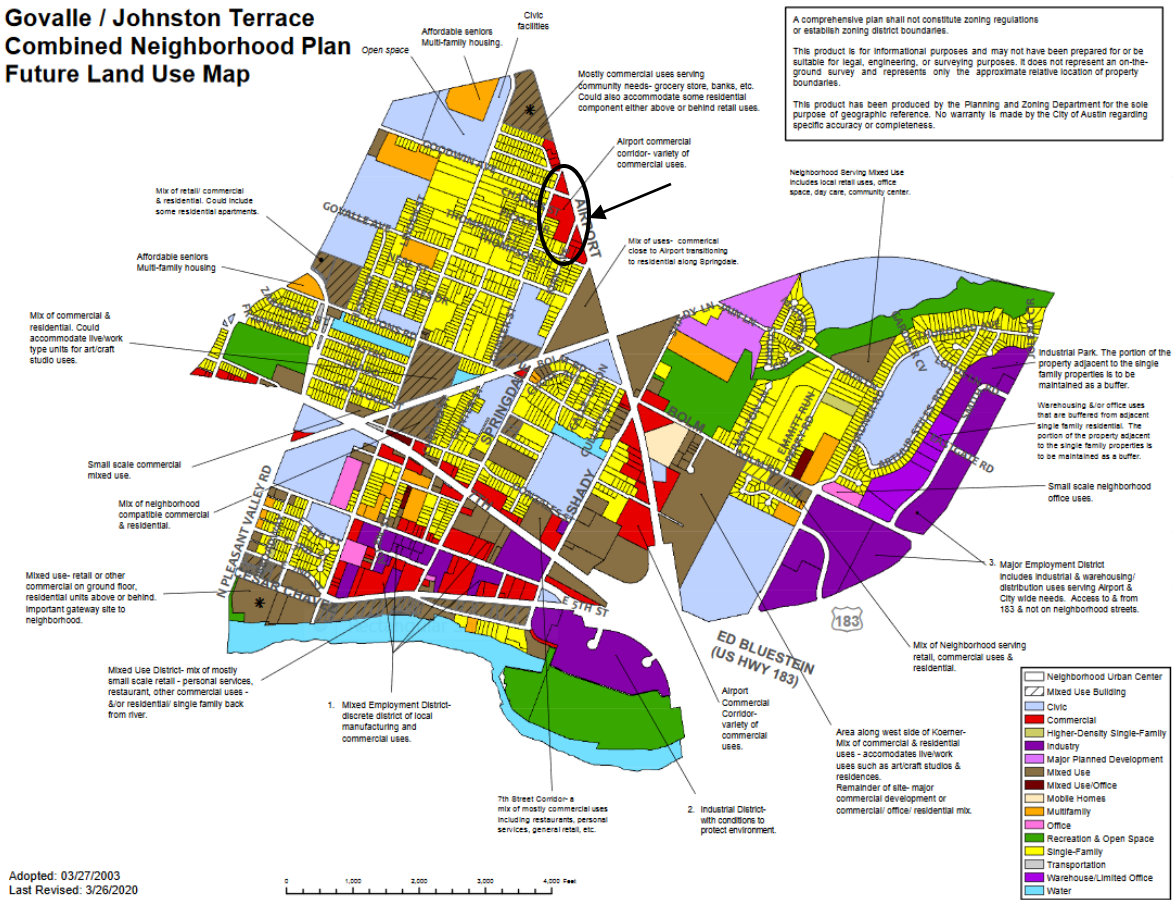 Govalle / Johnston Terrace
Combined Neighborhood Plan
Future Land Use Map
Open space
Affordable seniors
Multi-family housing.
Civic
facilities
Mostly commercial uses serving
community needs- grocery store, banks, etc.
Could also accommodate some residential
component either above or behind retail uses.
A comprehensive plan shall not constitute zoning regulations
or establish zoning district boundaries.
This product is for informational purposes and may not have been prepared for or be
suitable for legal, engineering, or surveying purposes. It does not represent an on-the-
ground survey and represents only the approximate relative location of property
boundaries.
This product has been produced by the Planning and Zoning Department for the sole
purpose of geographic reference. No warranty is made by the City of Austin regarding
specific accuracy or completeness.
Airport commercial
corridor- variety of
commercial uses.
Neighborhood Serving Mixed Use
Includes local retail uses, office
space, day care, community center.
Mix of retail/ commercial
& residential. Could include
some residential apartments.
GOODWIN AVE
GOVALLE AVE
AIRPORT
Mix of uses- commerical
close to Airport transitioning
to residential along Springdale.
Affordable seniors
Multi-family housing
STOKES DR
Mix of commercial &
residential. Could
accommodate live/work
type units for art/craft
studio uses.
Industrial Park. The portion of the
property adjacent to the single
family properties is to be
maintained as a buffer.
Warehousing &/or office uses
that are buffered from adjacent
single family residential. The
portion of the property adjacent
to the single family properties is
to be maintained as a buffer.
BOLM RD
SPRINGDALE
BOLM
EMMITT RUN
GARDNER CV
ARTHUR STILES RD
Small scale commercial
mixed use.
Small scale neighborhood
office uses.
Mix of neighborhood
compatible commercial
& residential.
N PLEASANT VALLEY RD
7TH
SHADY
Mixed use- retail or other
commercial on ground floor,
residential units above or behind.
Important gateway site to
neighborhood.
CESAR CHAVEZ
E 5TH ST
3. Major Employment District
Includes industrial & warehousing/
distribution uses serving Airport &
City wide needs. Access to & from
183 & not on neighborhood streets.
183
ED BLUESTEIN
(US HWY 183)
Mix of Neighborhood serving
retail, commercial uses &
residential.
Mixed Use District- mix of mostly
small scale retail - personal services,
restaurant, other commercial uses -
&/or residential/ single family back
from river.
1. Mixed Employment District-
discrete district of local
manufacturing and
commercial uses.
Airport
Commercial
Corridor-
variety of
commercial
uses.
Area along west side of Koerner-
Mix of commercial & residential
uses - accomodates live/work
uses such as art/craft studios &
residences.
Remainder of site- major
commercial development or
commercial/ office/ residential mix.
7th Street Corridor- a
mix of mostly commercial uses
including restaurants, personal
services, general retail, etc.
2. Industrial District-
with conditions to
protect environment.
Neighborhood Urban Center
Mixed Use Building
Civic
Commercial
Higher-Density Single-Family
Industry
Major Planned Development
Mixed Use
Mixed Use/Office
Mobile Homes
Multifamily
Office
Recreation & Open Space
Single-Family
Transportation
Warehouse/Limited Office
Water
Adopted: 03/27/2003
Last Revised: 3/26/2020
0 1,000 2,000 3,000 4,000 Feet